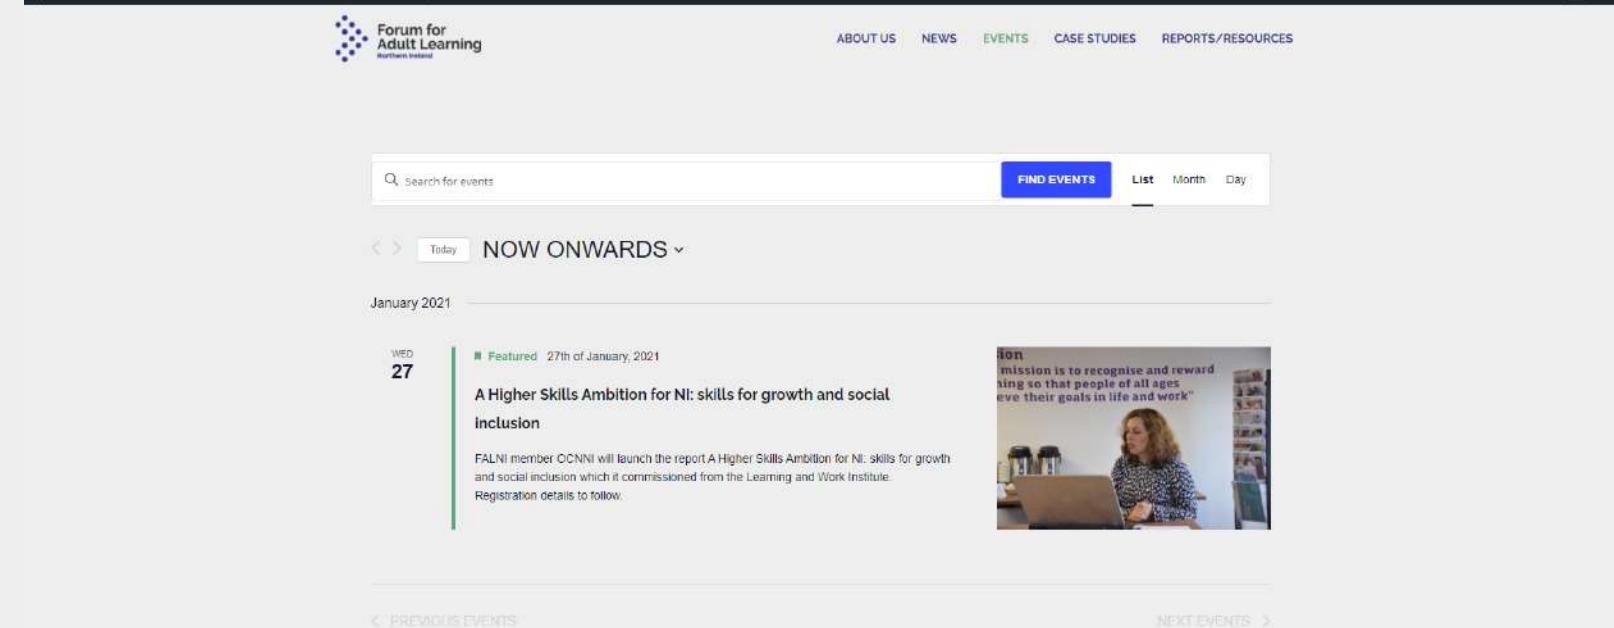 Forum for
Adult Learning
Northern Ireland
ABOUT US NEWS EVENTS CASE STUDIES REPORTS/RESOURCES
Search for events
FIND EVENTS
List Month Day
Today
NOW ONWARDS
January 2021
WED
27
Featured 27th of January, 2021
A Higher Skills Ambition for NI: skills for growth and social
inclusion
FALNI member OCNNI will launch the report A Higher Skills Ambition for NI: skills for growth
and social inclusion which it commissioned from the Learning and Work Institute.
Registration details to follow.
ion
mission is to recognise and reward
ning so that people of all ages
eve their goals in life and work"
PREVIOUS EVENTS
NEXT EVENTS